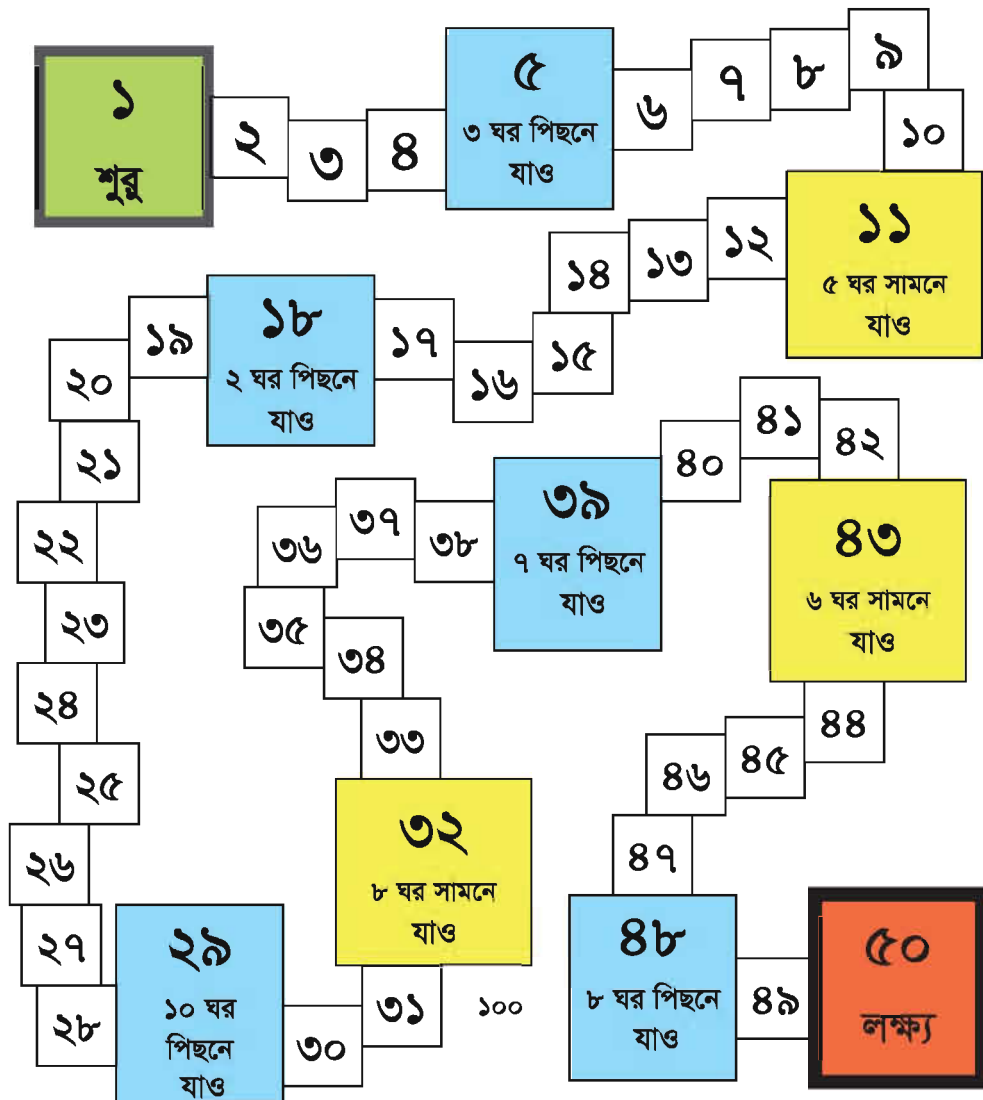 ১
শুরু
২
৩
৪
৫
৩ ঘর পিছনে
যাও
৬
৭
৮
৯
১০
১১
৫ ঘর সামনে
যাও
১২
১৩
১৪
১৫
১৬
১৭
১৮
২ ঘর পিছনে
যাও
১৯
২০
২১
২২
২৩
২৪
২৫
২৬
২৭
২৮
২৯
১০ ঘর
পিছনে
যাও
৩০
৩১
৩২
৮ ঘর সামনে
যাও
৩৩
৩৪
৩৫
৩৬
৩৭
৩৮
৩৯
৭ ঘর পিছনে
যাও
৪০
৪১
৪২
৪৩
৬ ঘর সামনে
যাও
৪৪
৪৫
৪৬
৪৭
৪৮
৮ ঘর পিছনে
যাও
৪৯
৫০
লক্ষ্য
১০০